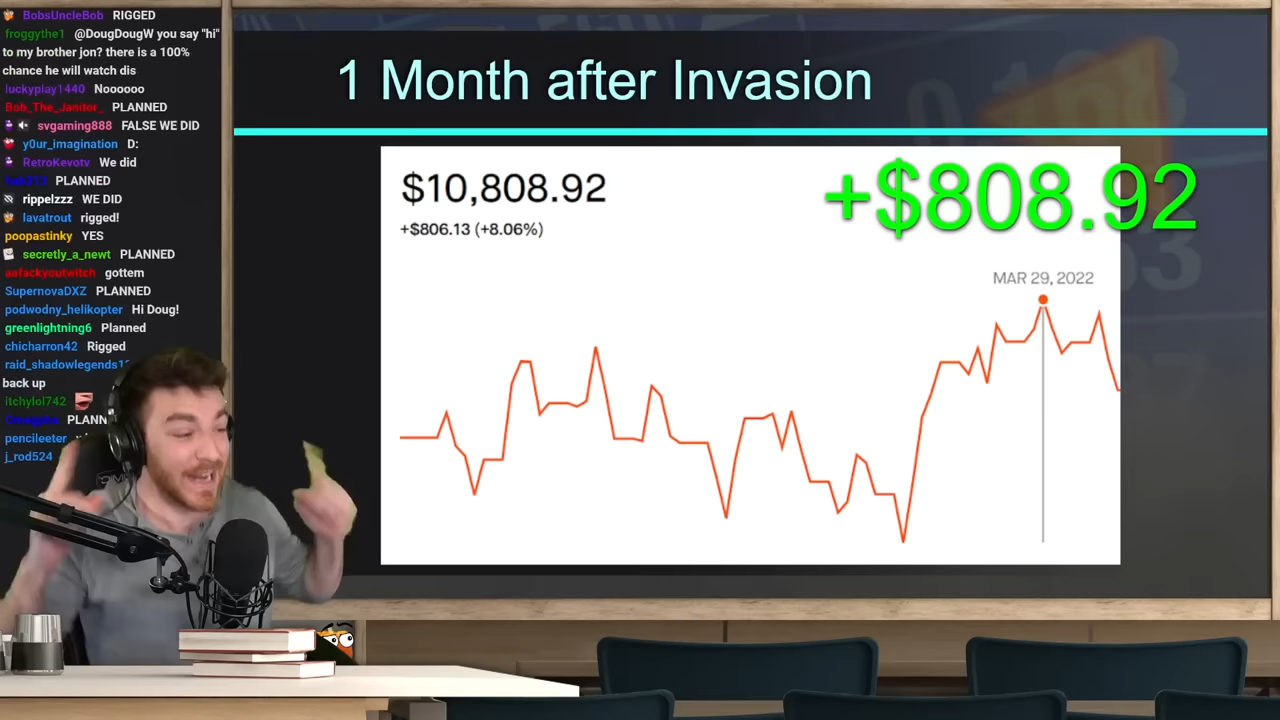 BobsUncleBob RIGGED
froggythe1 @DougDougW you say "hi"
to my brother jon? there is a 100%
chance he will watch dis
luckyplay1440 Noooooo
Bob_The_Janitor_ PLANNED
svgaming888 FALSE WE DID
y0ur_imagination D:
RetroKevotv We did
PLANNED
rippelzzz WE DID
lavatrout rigged!
poopastinky YES
secretly_a_newt PLANNED
aafackyoutwitch gottem
SupernovaDXZ PLANNED
podwodny_helikopter Hi Doug!
greenlightning6 Planned
chicharron42 Rigged
raid_shadowlegends1
back up
itchylol742
PLANN
pencileeter
j_rod524
1 Month after Invasion
$10,808.92
+$806.13 (+8.06%)
+$808.92
MAR 29, 2022